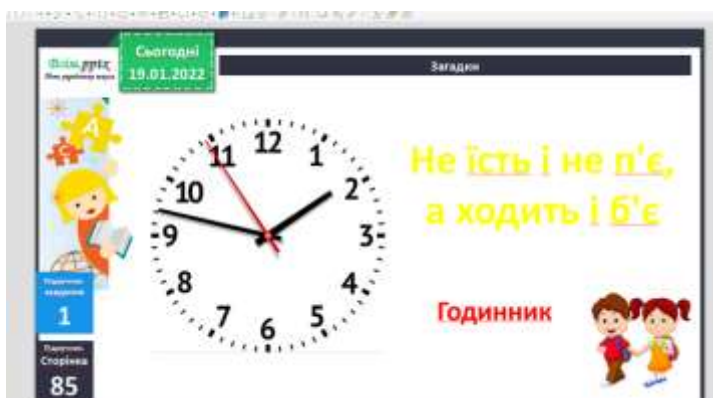 Сьогодні
19.01.2022
Загадки
12
11
1
10
2
9
3
8
4
7
5
6
Не їсть і не п'є,
а ходить і б'є
Годинник
1
Сторінка
85
А
С